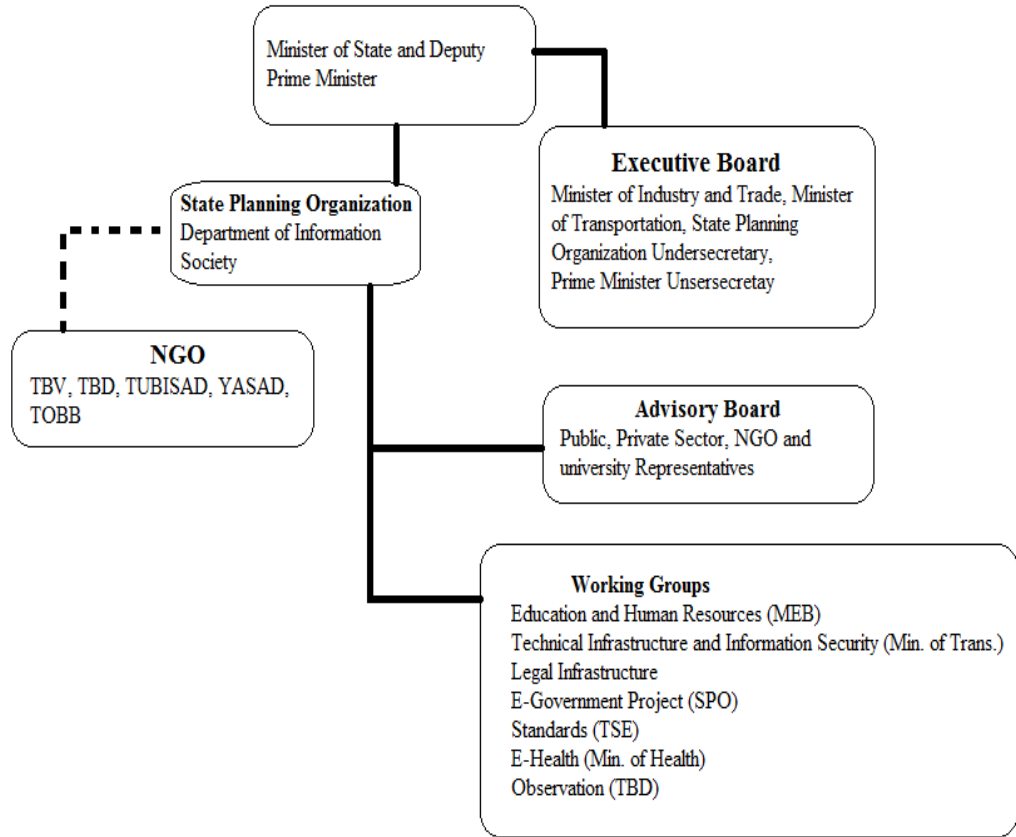 Minister of State and Deputy
Prime Minister
Executive Board
Minister of Industry and Trade, Minister
of Transportation, State Planning
Organization Undersecretary,
Prime Minister Unsersecretay
State Planning Organization
Department of Information
Society
NGO
TBV, TBD, TUBISAD, YASAD,
TOBB
Advisory Board
Public, Private Sector, NGO and
university Representatives
Working Groups
Education and Human Resources (MEB)
Technical Infrastructure and Information Security (Min. of Trans.)
Legal Infrastructure
E-Government Project (SPO)
Standards (TSE)
E-Health (Min. of Health)
Observation (TBD)